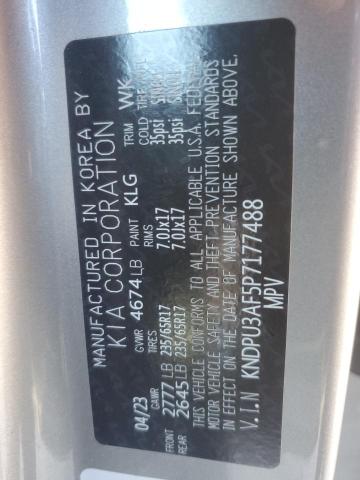 MANUFACTURED IN KOREA BY
KIA CORPORATION
04/23 GVWR 4674LB PAINT KLG TRIM WK
GAWR TIRES RIMS COLD TIRE
FRONT 2777LB 235/65R17 7.0Jx17 35psi
REAR 2645LB 235/65R17 7.0Jx17 35psi
THIS VEHICLE CONFORMS TO ALL APPLICABLE U.S.A. FEDERAL
MOTOR VEHICLE SAFETY AND THEFT PREVENTION STANDARDS
IN EFFECT ON THE DATE OF MANUFACTURE SHOWN ABOVE.
V.I.N KNDPU3AF5P7177488
MPV